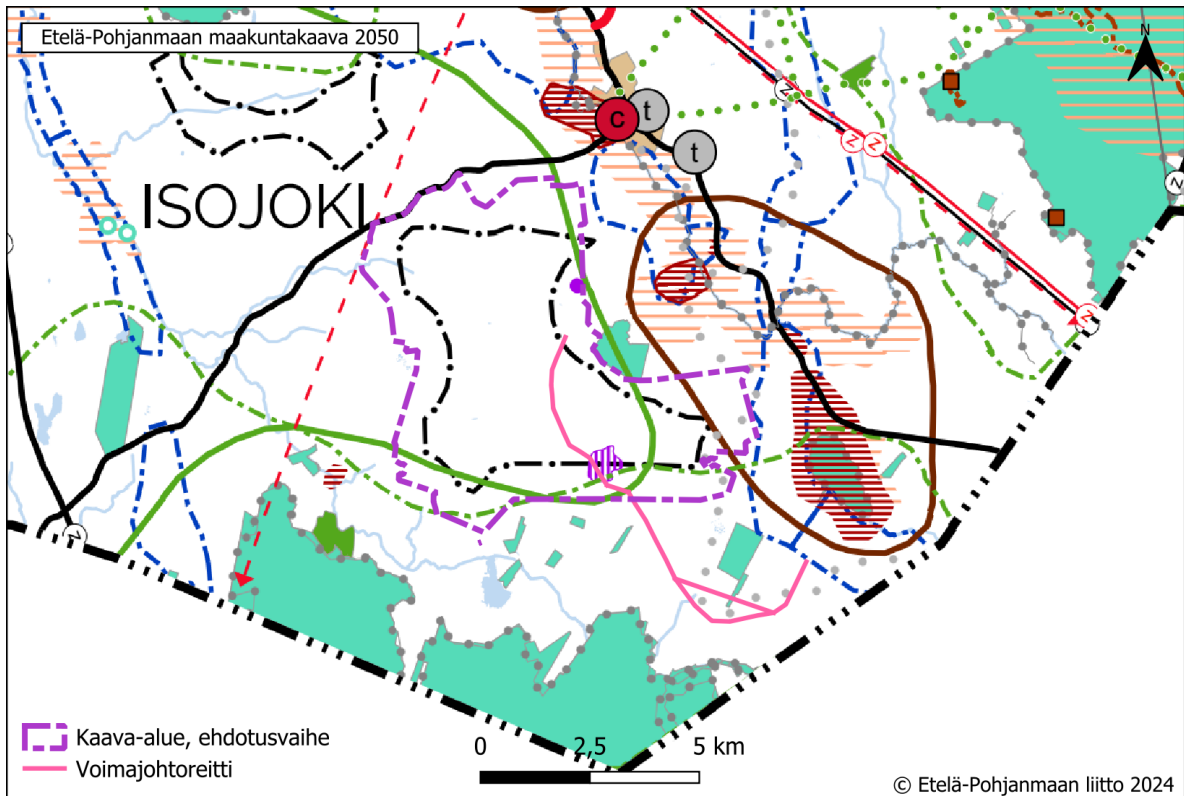 Etelä-Pohjanmaan maakuntakaava 2050
N
z
c
t
t
z
z
z
z
ISOJOKI
z
z
Kaava-alue, ehdotusvaihe
Voimajohtoreitti
0 2,5 5 km
© Etelä-Pohjanmaan liitto 2024